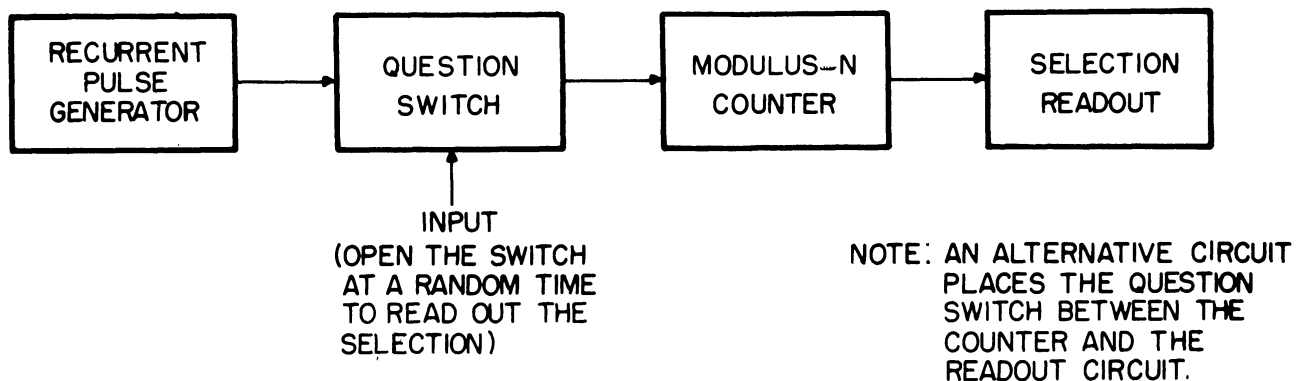 RECURRENT
PULSE
GENERATOR
QUESTION
SWITCH
MODULUS-N
COUNTER
SELECTION
READOUT
INPUT
(OPEN THE SWITCH
AT A RANDOM TIME
TO READ OUT THE
SELECTION)
NOTE: AN ALTERNATIVE CIRCUIT
PLACES THE QUESTION
SWITCH BETWEEN THE
COUNTER AND THE
READOUT CIRCUIT.